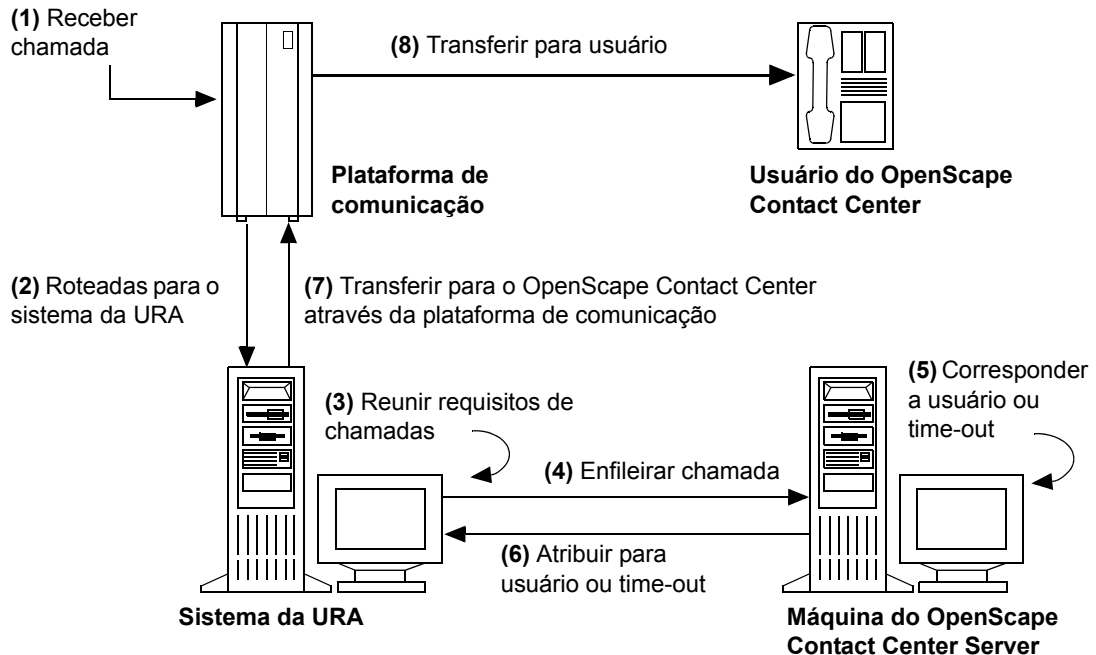 (1) Receber
chamada
(8) Transferir para usuário
Plataforma de
comunicação
Usuário do OpenScape
Contact Center
(2) Roteadas para o
sistema da URA
(7) Transferir para o OpenScape Contact Center
através da plataforma de comunicação
(3) Reunir requisitos de
chamadas
(5) Corresponder
a usuário ou
time-out
(4) Enfileirar chamada
(6) Atribuir para
usuário ou time-out
Sistema da URA
Máquina do OpenScape
Contact Center Server